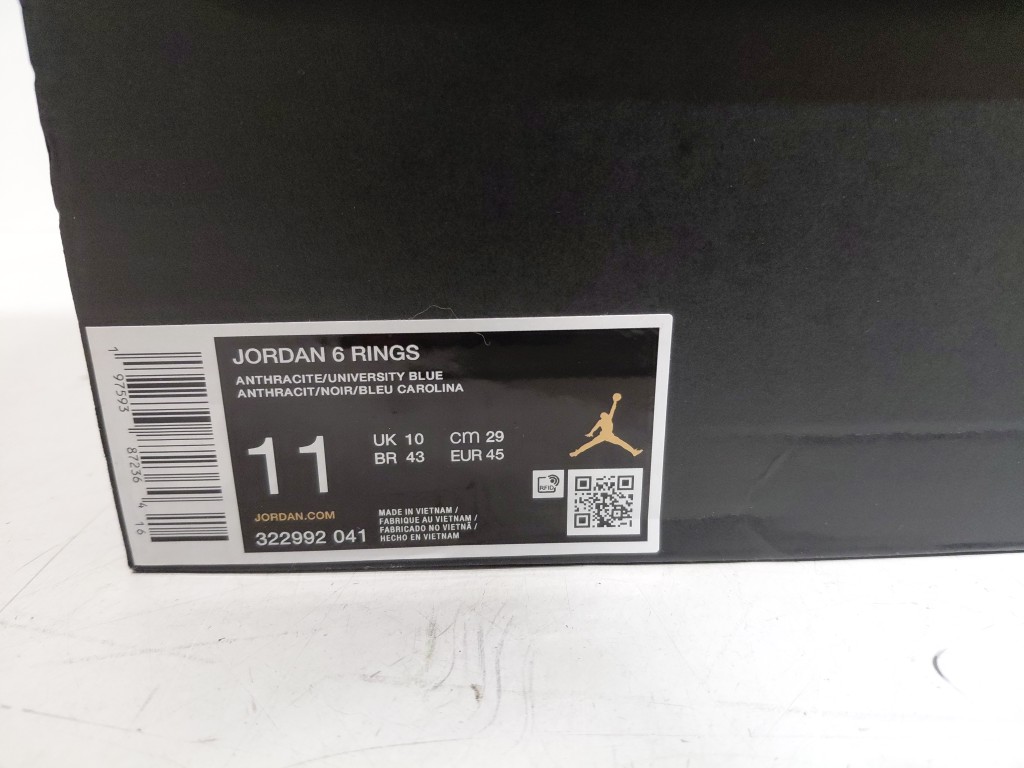 1 97593 87236 4 16
JORDAN 6 RINGS
ANTHRACITE/UNIVERSITY BLUE
ANTHRACIT/NOIR/BLEU CAROLINA
11
UK 10 cm 29
BR 43 EUR 45
RFID
JORDAN.COM
322992 041
MADE IN VIETNAM /
FABRIQUE AU VIETNAM /
FABRICADO NO VIETNÃ /
HECHO EN VIETNAM